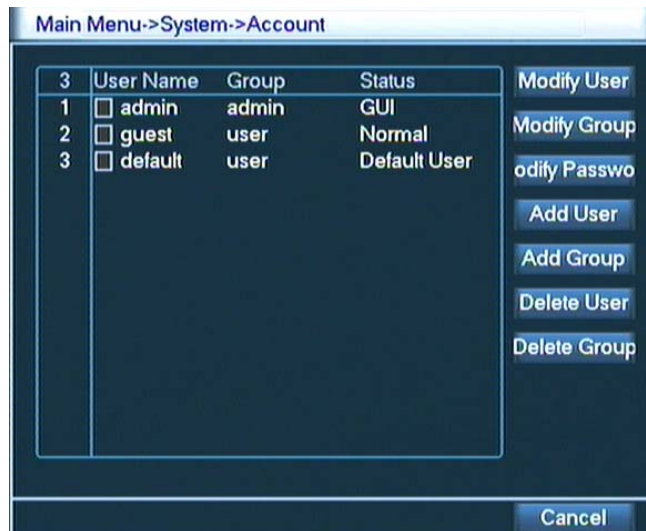 Main Menu->System->Account
3 User Name Group Status
1 admin admin GUI
2 guest user Normal
3 default user Default User
Modify User
Modify Group
odify Passwo
Add User
Add Group
Delete User
Delete Group
Cancel